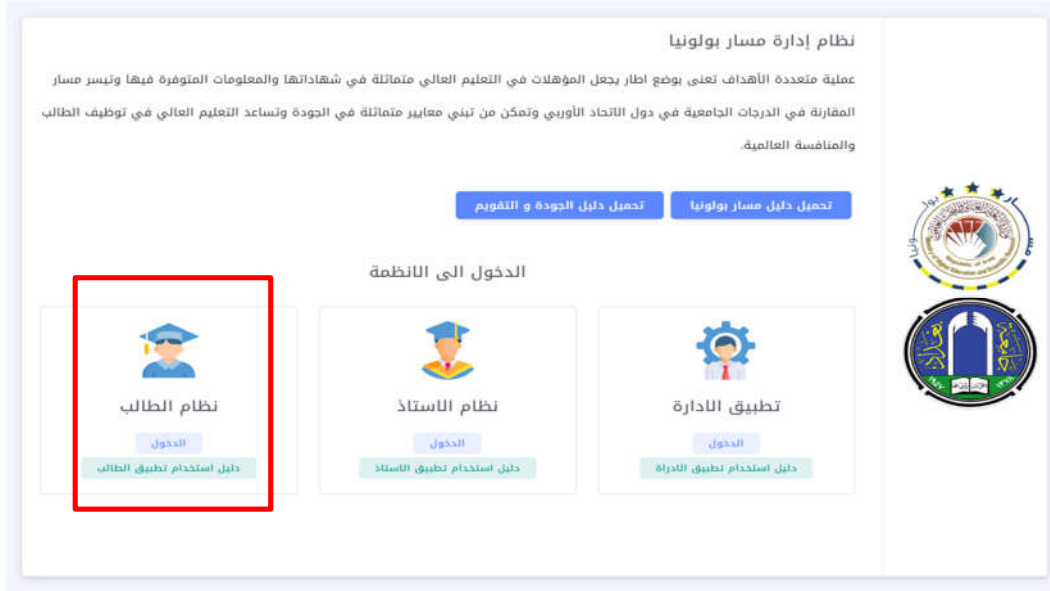 نظام إدارة مسار بولونيا
عملية متعددة الأهداف تعنى بوضع اطار يجعل المؤهلات في التعليم العالي متماثلة في شهاداتها والمعلومات المتوفرة فيها وتيسر مسار
المقارنة في الدرجات الجامعية في دول الاتحاد الأوربي وتمكن من تبني معايير متماثلة في الجودة وتساعد التعليم العالي في توظيف الطالب
والمنافسة العالمية.
تحميل دليل مسار بولونيا
تحميل دليل الجودة و التقويم
الدخول الى الانظمة
تطبيق الادارة
الدخول
دليل استخدام تطبيق الادراة
نظام الاستاذ
الدخول
دليل استخدام تطبيق الاستاذ
نظام الطالب
الدخول
دليل استخدام تطبيق الطالب
جامعة بغداد